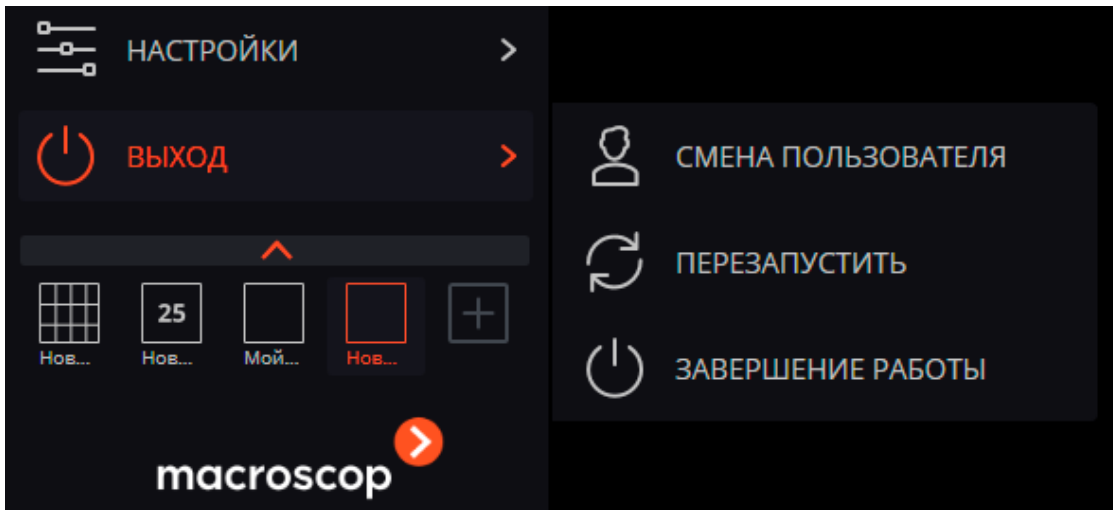 НАСТРОЙКИ
ВЫХОД
25
Нов...
Нов...
Мой...
Нов...
macroscop
СМЕНА ПОЛЬЗОВАТЕЛЯ
ПЕРЕЗАПУСТИТЬ
ЗАВЕРШЕНИЕ РАБОТЫ